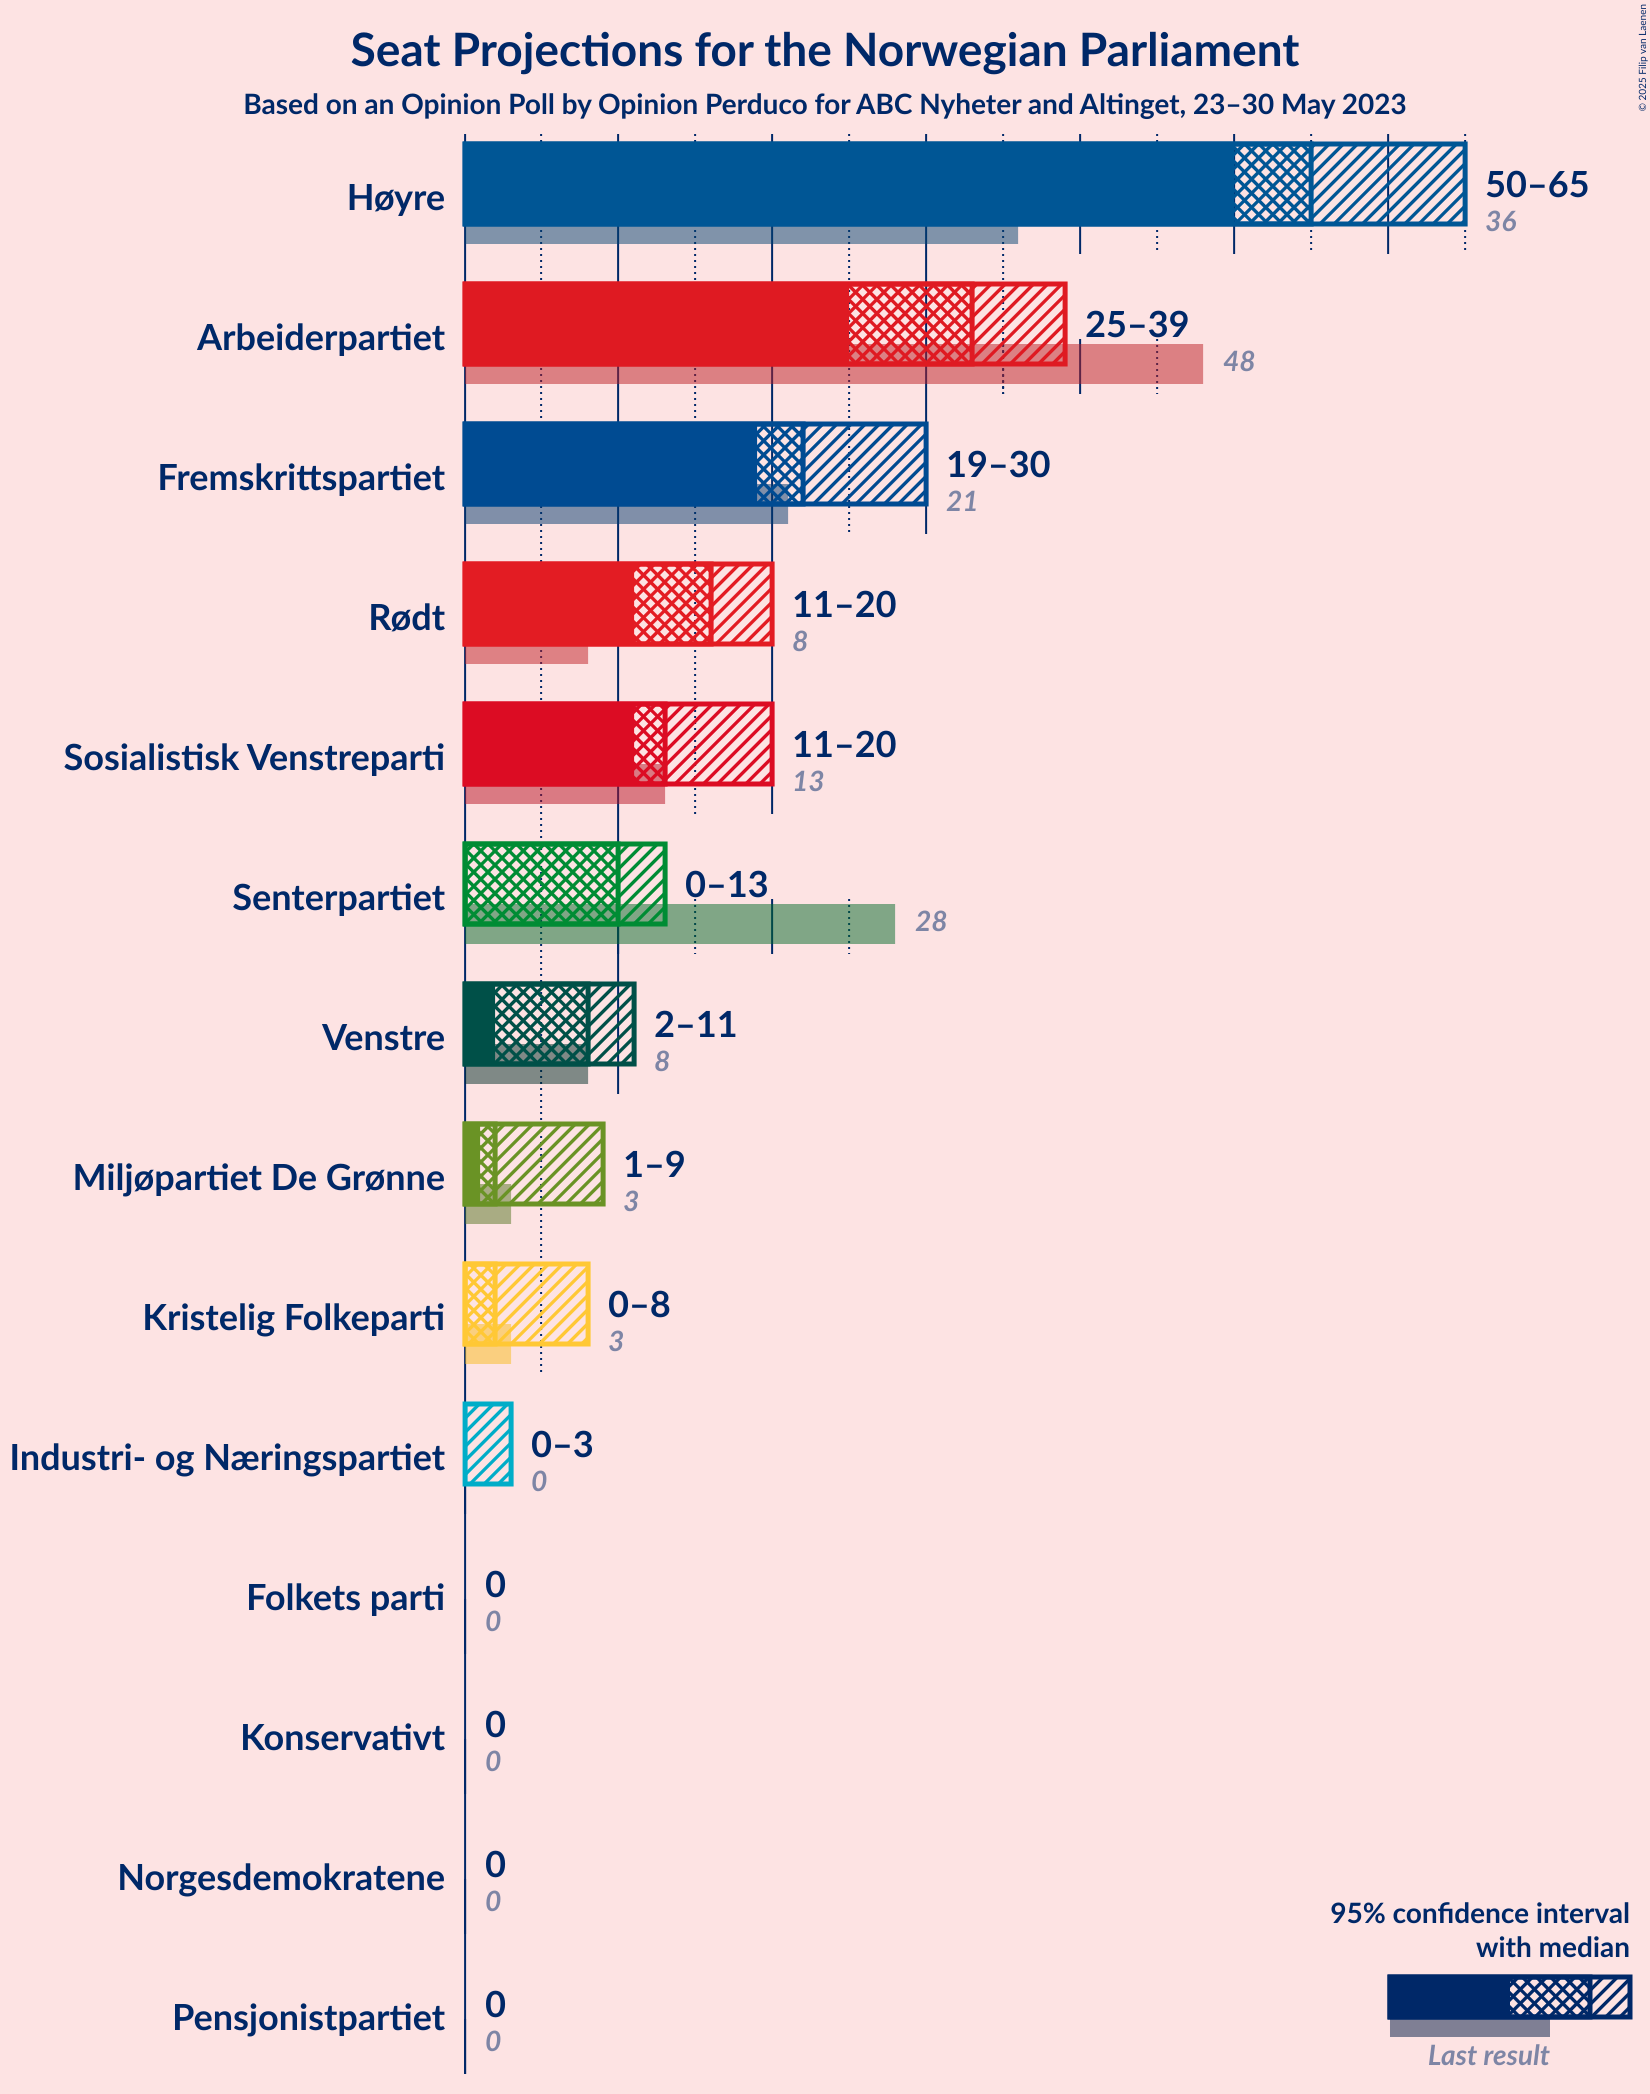 Seat Projections for the Norwegian Parliament
Based on an Opinion Poll by Opinion Perduco for ABC Nyheter and Altinget, 23–30 May 2023
© 2025 Filip van Laenen
Høyre
50–65
36
Arbeiderpartiet
25–39
48
Fremskrittspartiet
19–30
21
Rødt
11–20
8
Sosialistisk Venstreparti
11–20
13
Senterpartiet
0–13
28
Venstre
2–11
8
Miljøpartiet De Grønne
1–9
3
Kristelig Folkeparti
0–8
3
Industri- og Næringspartiet
0–3
0
Folkets parti
0
0
Konservativt
0
0
Norgesdemokratene
0
0
Pensjonistpartiet
0
0
95% confidence interval
with median
Last result